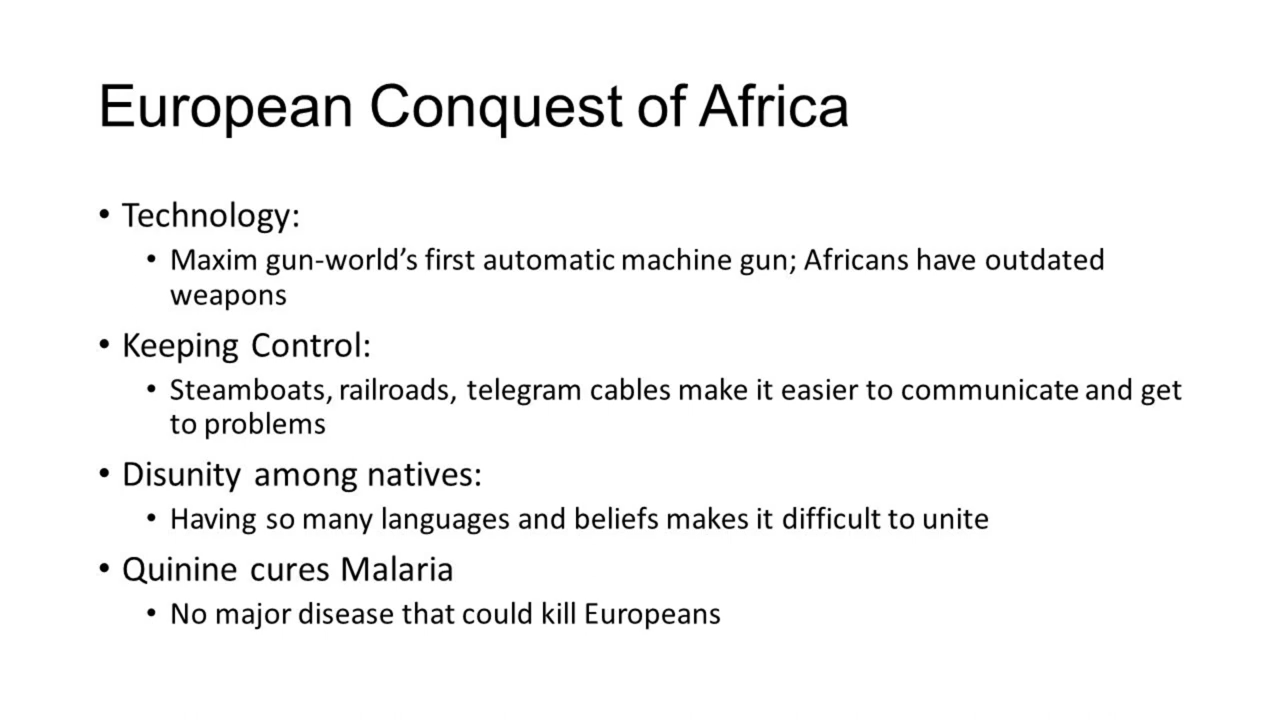 European Conquest of Africa
• Technology:
• Maxim gun-world’s first automatic machine gun; Africans have outdated
weapons
• Keeping Control:
• Steamboats, railroads, telegram cables make it easier to communicate and get
to problems
• Disunity among natives:
• Having so many languages and beliefs makes it difficult to unite
• Quinine cures Malaria
• No major disease that could kill Europeans